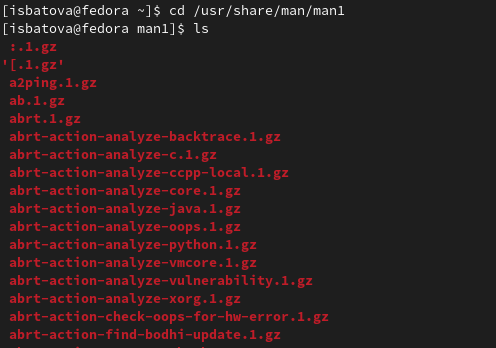 [isbatova@fedora ~]$ cd /usr/share/man/man1
[isbatova@fedora man1]$ ls
:.1.gz
'[.1.gz'
a2ping.1.gz
ab.1.gz
abrt.1.gz
abrt-action-analyze-backtrace.1.gz
abrt-action-analyze-c.1.gz
abrt-action-analyze-ccpp-local.1.gz
abrt-action-analyze-core.1.gz
abrt-action-analyze-java.1.gz
abrt-action-analyze-oops.1.gz
abrt-action-analyze-python.1.gz
abrt-action-analyze-vmcore.1.gz
abrt-action-analyze-vulnerability.1.gz
abrt-action-analyze-xorg.1.gz
abrt-action-check-oops-for-hw-error.1.gz
abrt-action-find-bodhi-update.1.gz